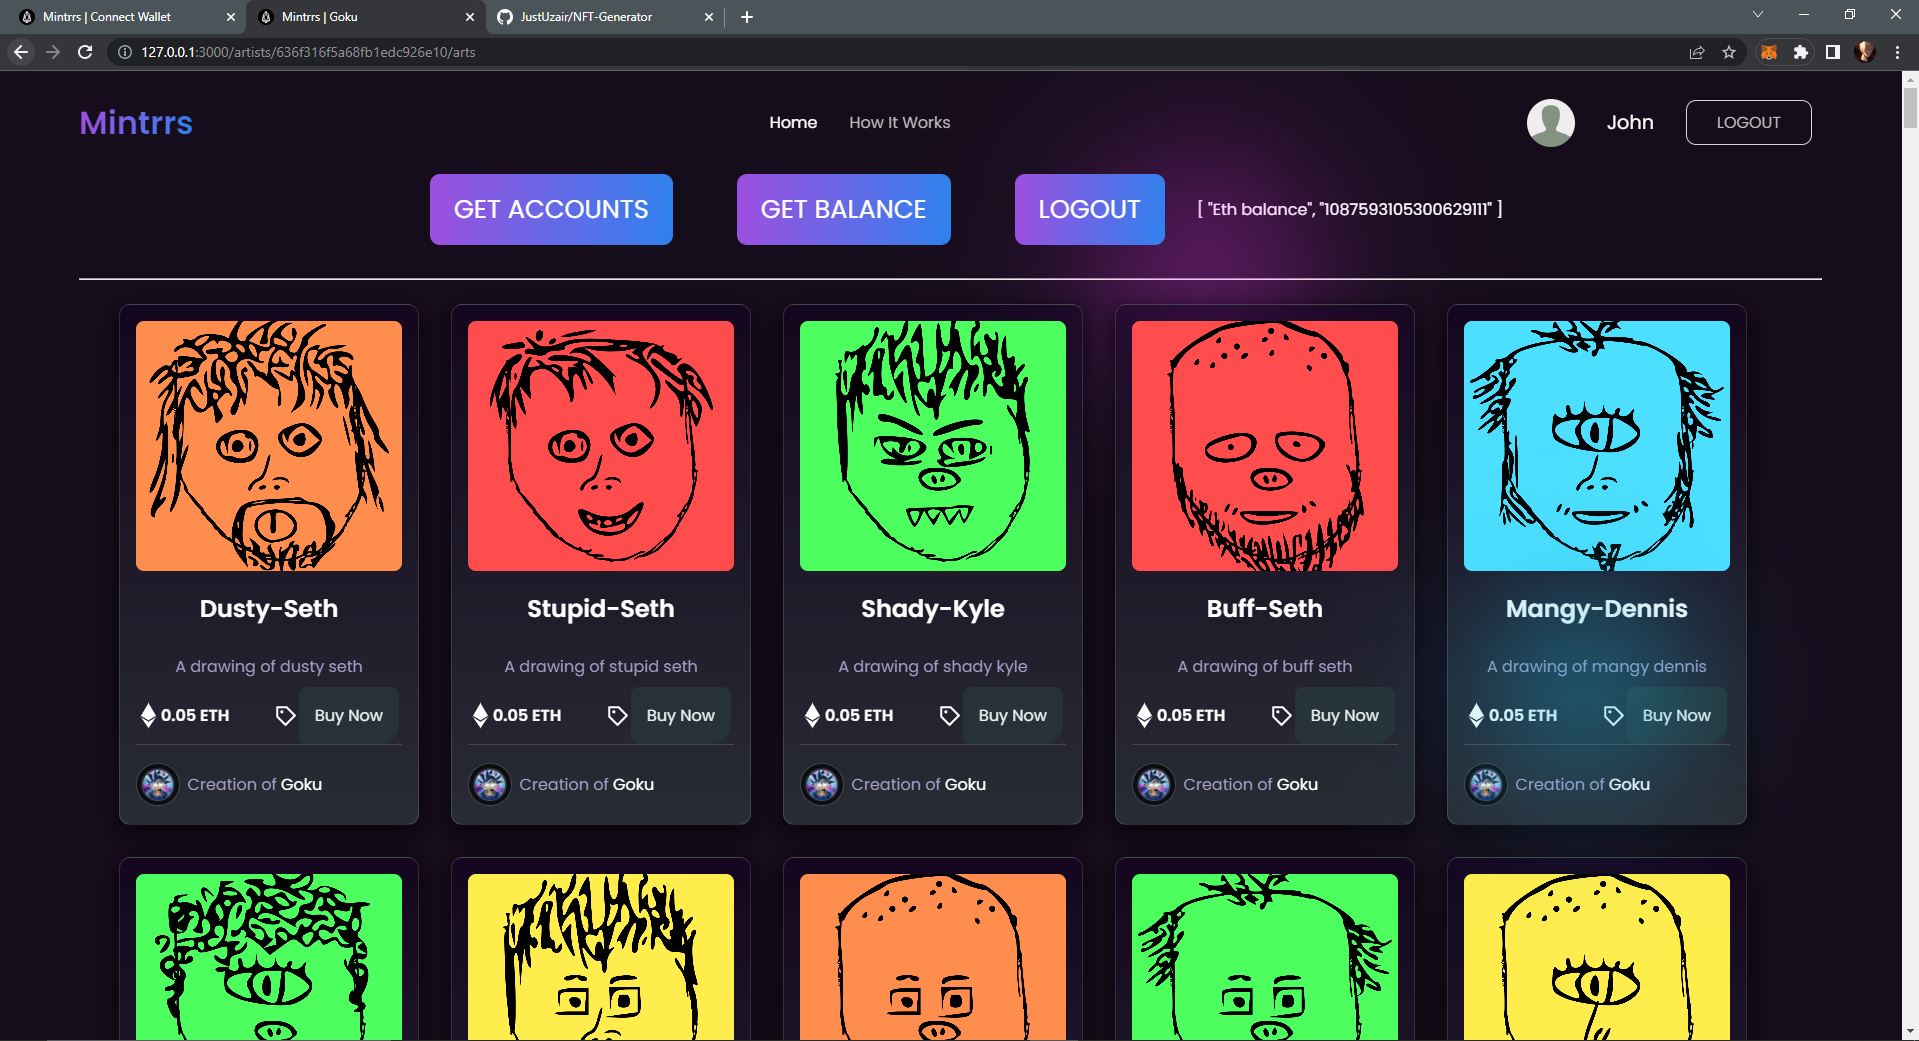 Mintrrs | Connect Wallet
Mintrrs | Goku
JustUzair/NFT-Generator
127.0.0.1:3000/artists/636f316f5a68fb1edc926e10/arts
Mintrrs
Home
How It Works
John
LOGOUT
GET ACCOUNTS
GET BALANCE
LOGOUT
[ "Eth balance", "1087593105300629111" ]
Dusty-Seth
A drawing of dusty seth
0.05 ETH
Buy Now
Creation of Goku
Stupid-Seth
A drawing of stupid seth
0.05 ETH
Buy Now
Creation of Goku
Shady-Kyle
A drawing of shady kyle
0.05 ETH
Buy Now
Creation of Goku
Buff-Seth
A drawing of buff seth
0.05 ETH
Buy Now
Creation of Goku
Mangy-Dennis
A drawing of mangy dennis
0.05 ETH
Buy Now
Creation of Goku